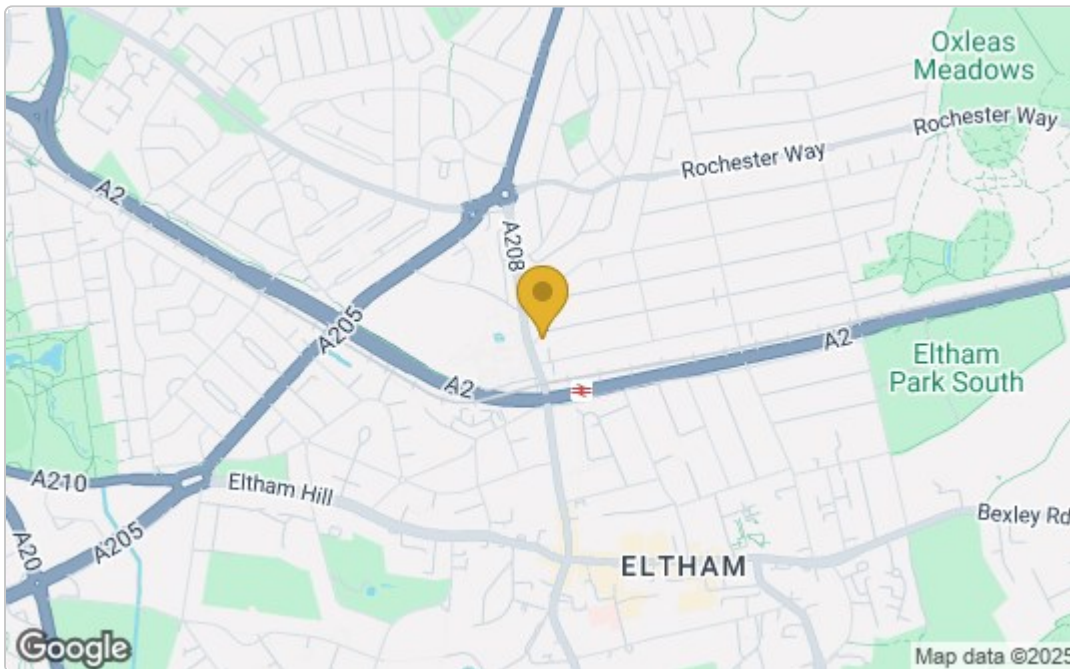 Oxleas
Meadows
Rochester Way
Rochester Way
A2
A208
A205
A2
A2
Eltham
Park South
A210
Eltham Hill
A20
A205
Bexley Rd
ELTHAM
Google
Map data ©2025